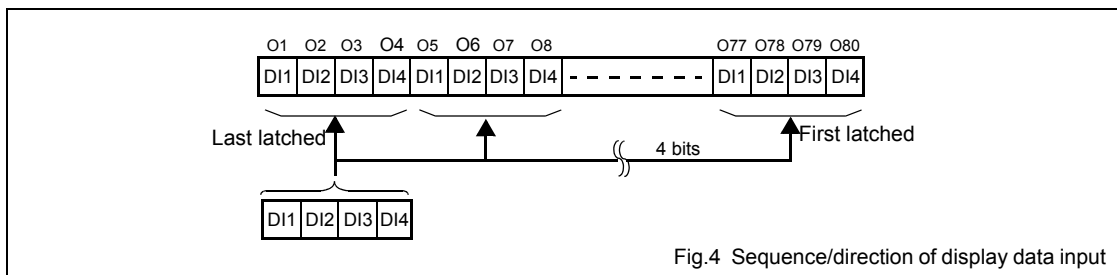 O1 O2 O3 O4 O5 O6 O7 O8 O77 O78 O79 O80
DI1 DI2 DI3 DI4 DI1 DI2 DI3 DI4 DI1 DI2 DI3 DI4
Last latched First latched
4 bits
DI1 DI2 DI3 DI4
Fig.4 Sequence/direction of display data input